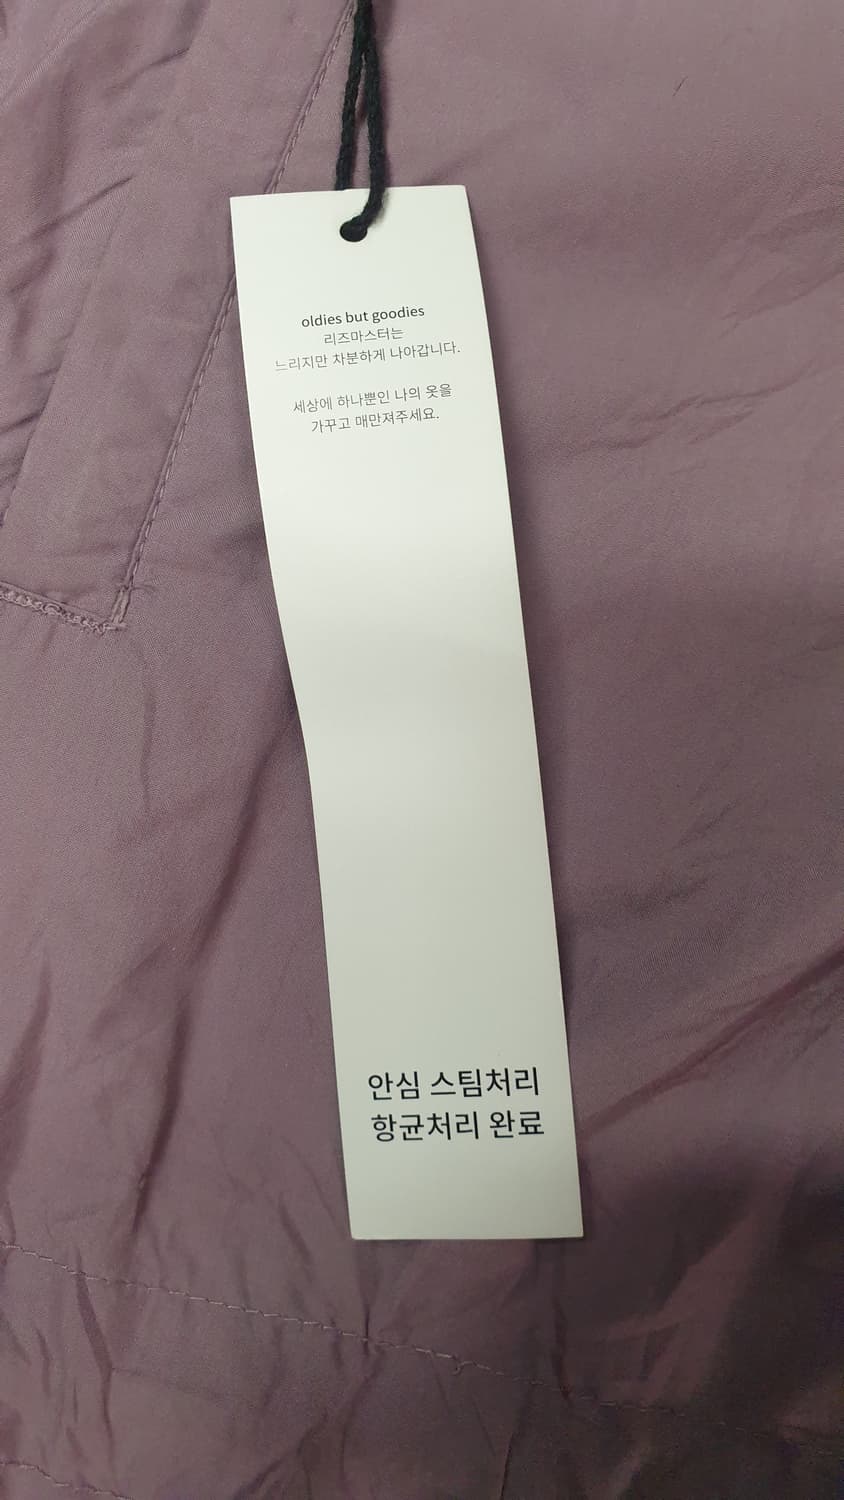 oldies but goodies
리즈마스터는
느리지만 차분하게 나아갑니다.
세상에 하나뿐인 나의 옷을
가꾸고 매만져주세요.
안심 스팀처리
항균처리 완료